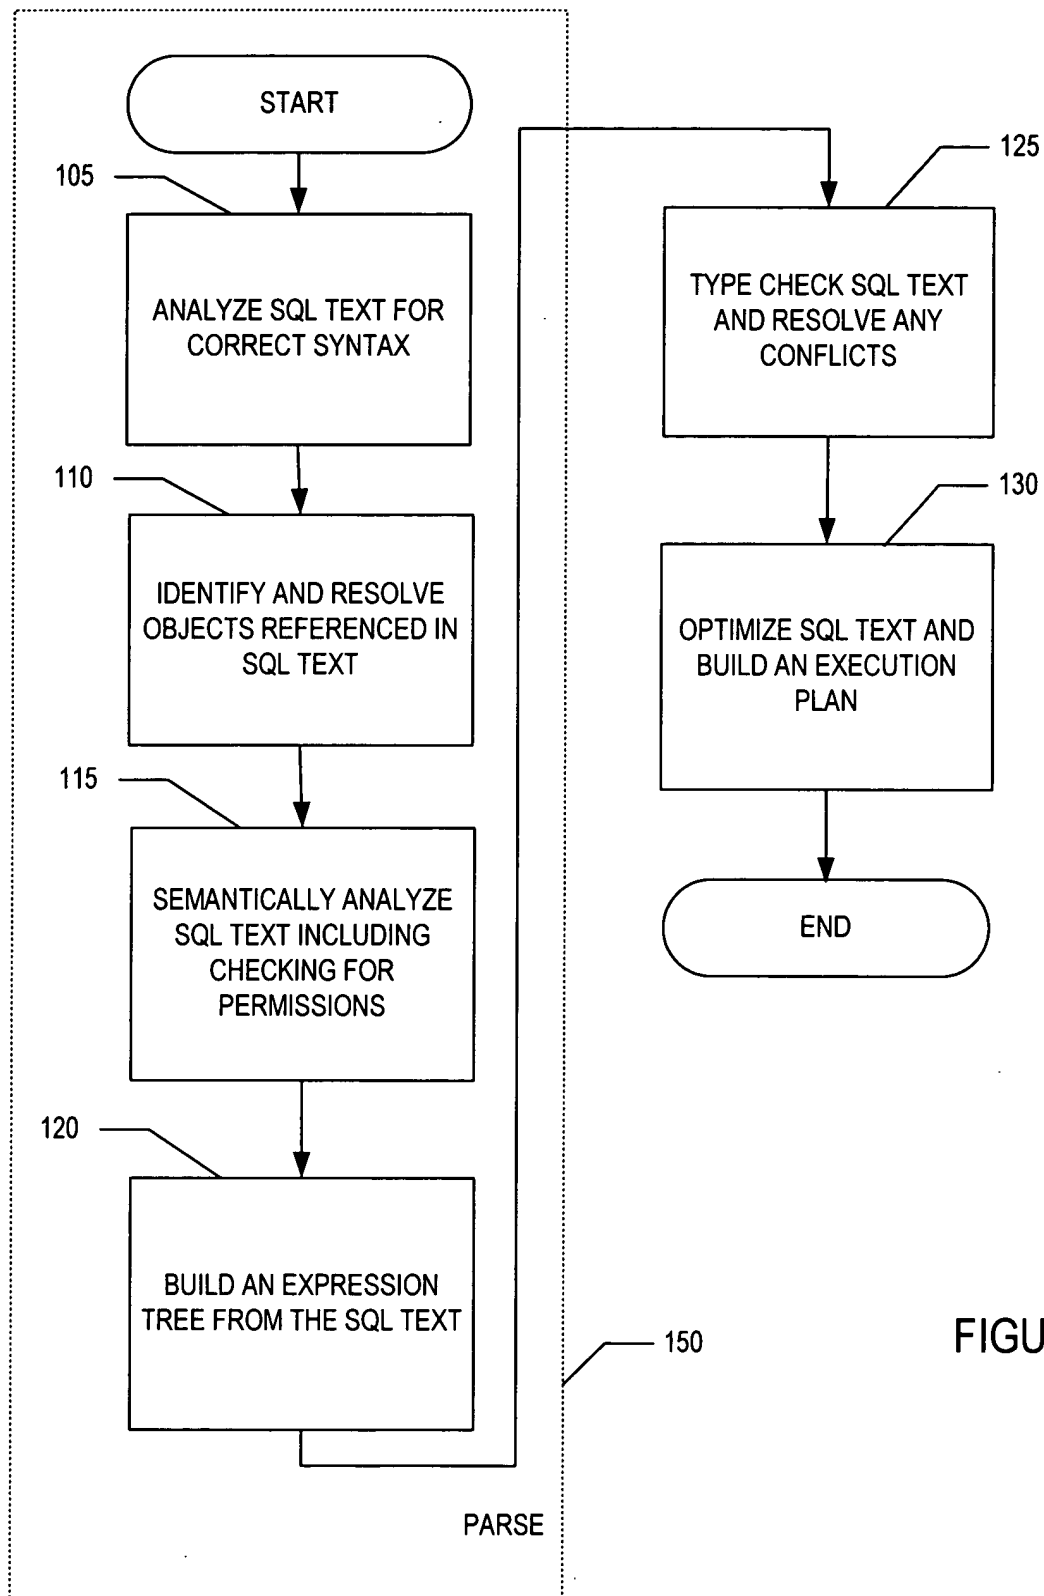 START
105
ANALYZE SQL TEXT FOR
CORRECT SYNTAX
110
IDENTIFY AND RESOLVE
OBJECTS REFERENCED IN
SQL TEXT
115
SEMANTICALLY ANALYZE
SQL TEXT INCLUDING
CHECKING FOR
PERMISSIONS
120
BUILD AN EXPRESSION
TREE FROM THE SQL TEXT
150
PARSE
125
TYPE CHECK SQL TEXT
AND RESOLVE ANY
CONFLICTS
130
OPTIMIZE SQL TEXT AND
BUILD AN EXECUTION
PLAN
END
FIGU